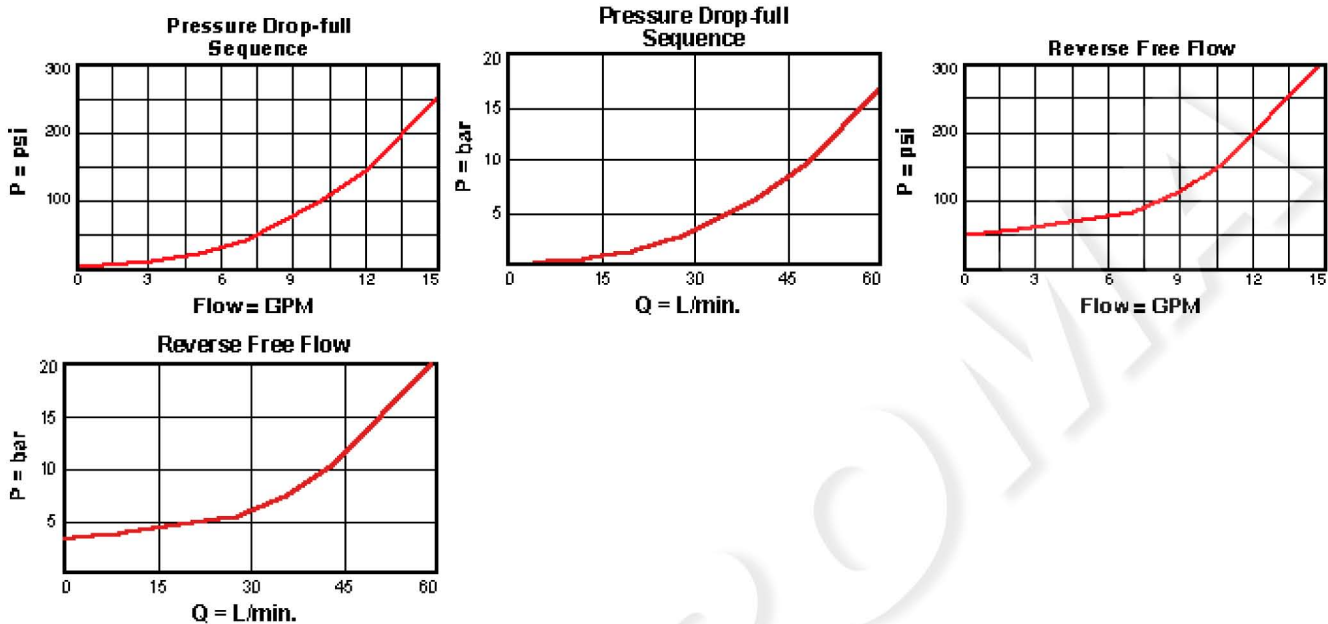 Pressure Drop-full
Sequence
300
200
100
P = psi
0 3 6 9 12 15
Flow = GPM
Pressure Drop-full
Sequence
20
15
10
5
P = bar
0 15 30 45 60
Q = L/min.
Reverse Free Flow
300
200
100
P = psi
0 3 6 9 12 15
Flow = GPM
Reverse Free Flow
20
15
10
5
P = bar
0 15 30 45 60
Q = L/min.